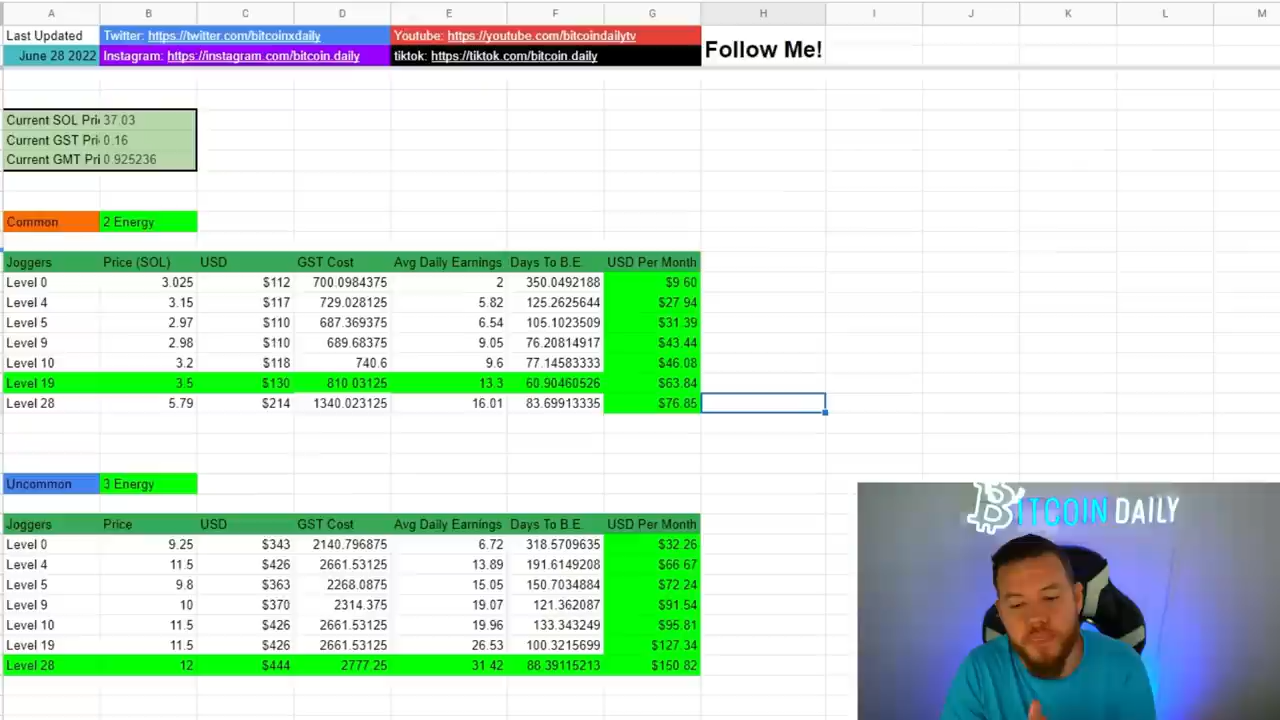 A B C D E F G H I J K L M
Last Updated Twitter: https://twitter.com/bitcoinxdaily Youtube: https://youtube.com/bitcoindailytv Follow Me!
June 28 2022 Instagram: https://instagram.com/bitcoin.daily tiktok: https://tiktok.com/bitcoin.daily
Current SOL Pri 37.03
Current GST Pri 0.16
Current GMT Pri 0.925236
Common 2 Energy
Joggers Price (SOL) USD GST Cost Avg Daily Earnings Days To B.E. USD Per Month
Level 0 3.025 $112 700.0984375 2 350.0492188 $9.60
Level 4 3.15 $117 729.028125 5.82 125.2625644 $27.94
Level 5 2.97 $110 687.369375 6.54 105.1023509 $31.39
Level 9 2.98 $110 689.68375 9.05 76.20814917 $43.44
Level 10 3.2 $118 740.6 9.6 77.14583333 $46.08
Level 19 3.5 $130 810.03125 13.3 60.90460526 $63.84
Level 28 5.79 $214 1340.023125 16.01 83.69913335 $76.85
Uncommon 3 Energy
Joggers Price USD GST Cost Avg Daily Earnings Days To B.E. USD Per Month
Level 0 9.25 $343 2140.796875 6.72 318.5709635 $32.26
Level 4 11.5 $426 2661.53125 13.89 191.6149208 $66.67
Level 5 9.8 $363 2268.0875 15.05 150.7034884 $72.24
Level 9 10 $370 2314.375 19.07 121.362087 $91.54
Level 10 11.5 $426 2661.53125 19.96 133.343249 $95.81
Level 19 11.5 $426 2661.53125 26.53 100.3215699 $127.34
Level 28 12 $444 2777.25 31.42 88.39115213 $150.82
BITCOIN DAILY